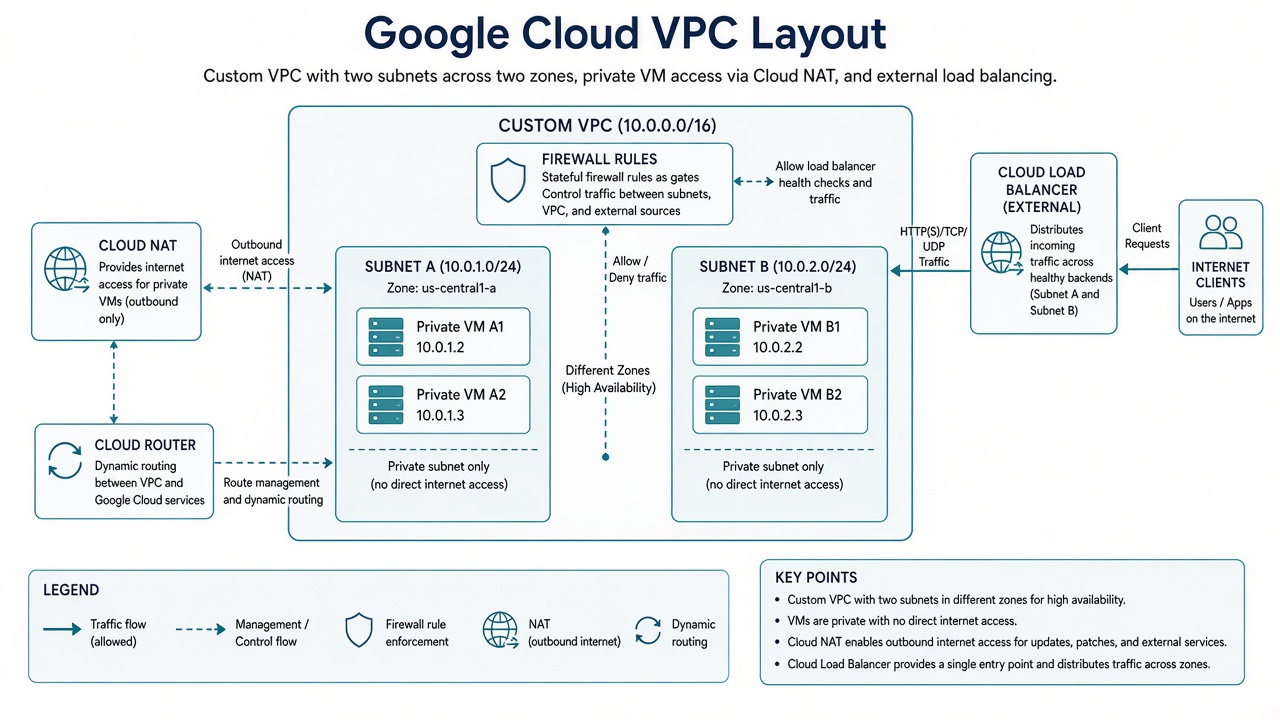 Google Cloud VPC Layout
Custom VPC with two subnets across two zones, private VM access via Cloud NAT, and external load balancing.
CUSTOM VPC (10.0.0.0/16)
FIREWALL RULES
Stateful firewall rules as gates
Control traffic between subnets,
VPC, and external sources
Allow load balancer
health checks and
traffic
CLOUD NAT
Provides internet
access for private
VMs (outbound
only)
Outbound
internet access
(NAT)
CLOUD ROUTER
Dynamic routing
between VPC and
Google Cloud services
Route management
and dynamic routing
SUBNET A (10.0.1.0/24)
Zone: us-central1-a
Private VM A1
10.0.1.2
Private VM A2
10.0.1.3
Private subnet only
(no direct internet access)
Allow /
Deny traffic
Different Zones
(High Availability)
SUBNET B (10.0.2.0/24)
Zone: us-central1-b
Private VM B1
10.0.2.2
Private VM B2
10.0.2.3
Private subnet only
(no direct internet access)
HTTP(S)/TCP/
UDP
Traffic
CLOUD LOAD
BALANCER
(EXTERNAL)
Distributes
incoming
traffic across
healthy backends
(Subnet A and
Subnet B)
Client
Requests
INTERNET
CLIENTS
Users / Apps
on the internet
LEGEND
Traffic flow
(allowed)
Management /
Control flow
Firewall rule
enforcement
NAT
(outbound internet)
Dynamic
routing
KEY POINTS
• Custom VPC with two subnets in different zones for high availability.
• VMs are private with no direct internet access.
• Cloud NAT enables outbound internet access for updates, patches, and external services.
• Cloud Load Balancer provides a single entry point and distributes traffic across zones.